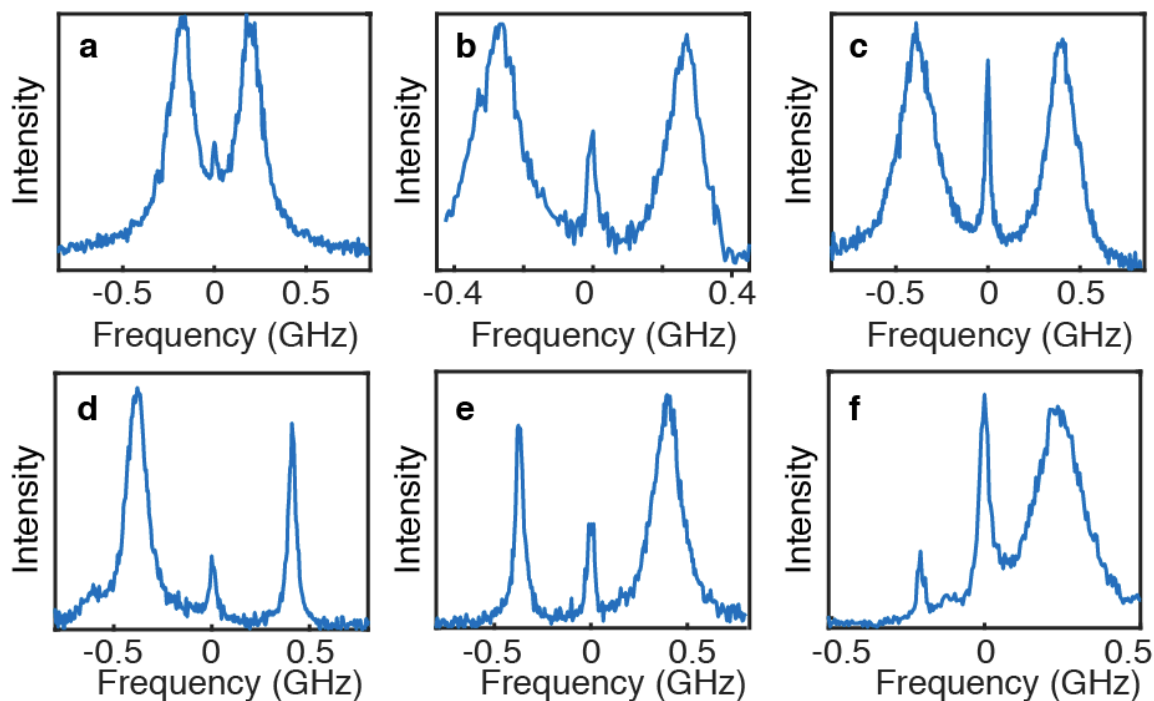 a
b
c
Intensity
Intensity
Intensity
-0.5 0 0.5
-0.4 0 0.4
-0.5 0 0.5
Frequency (GHz)
Frequency (GHz)
Frequency (GHz)
d
e
f
Intensity
Intensity
Intensity
-0.5 0 0.5
-0.5 0 0.5
-0.5 0 0.5
Frequency (GHz)
Frequency (GHz)
Frequency (GHz)